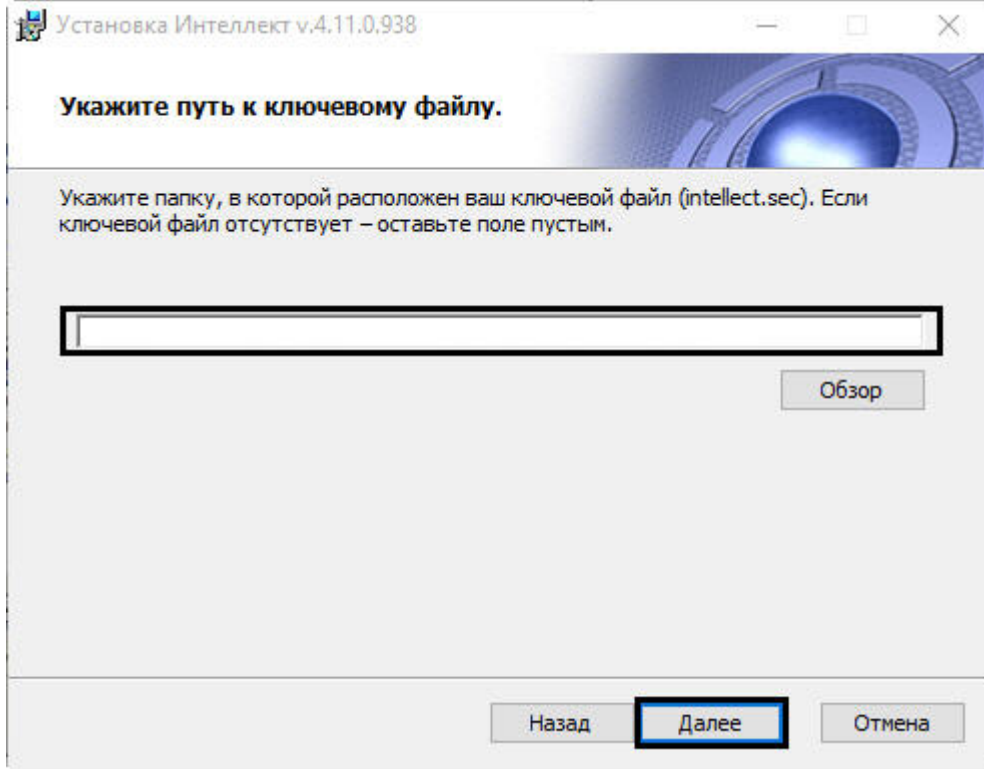 Установка Интеллект v.4.11.0.938
Укажите путь к ключевому файлу.
Укажите папку, в которой расположен ваш ключевой файл (intellect.sec). Если
ключевой файл отсутствует – оставьте поле пустым.
Обзор
Назад Далее Отмена